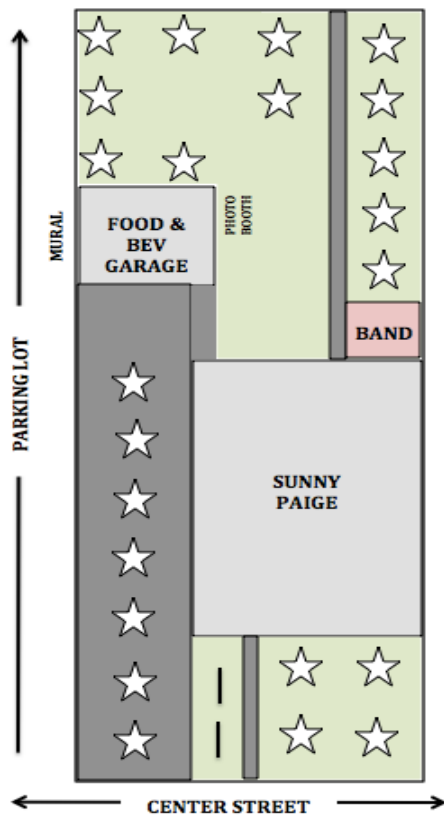 MURAL
FOOD &
BEV
GARAGE
PHOTO
BOOTH
BAND
PARKING LOT
SUNNY
PAIGE
CENTER STREET